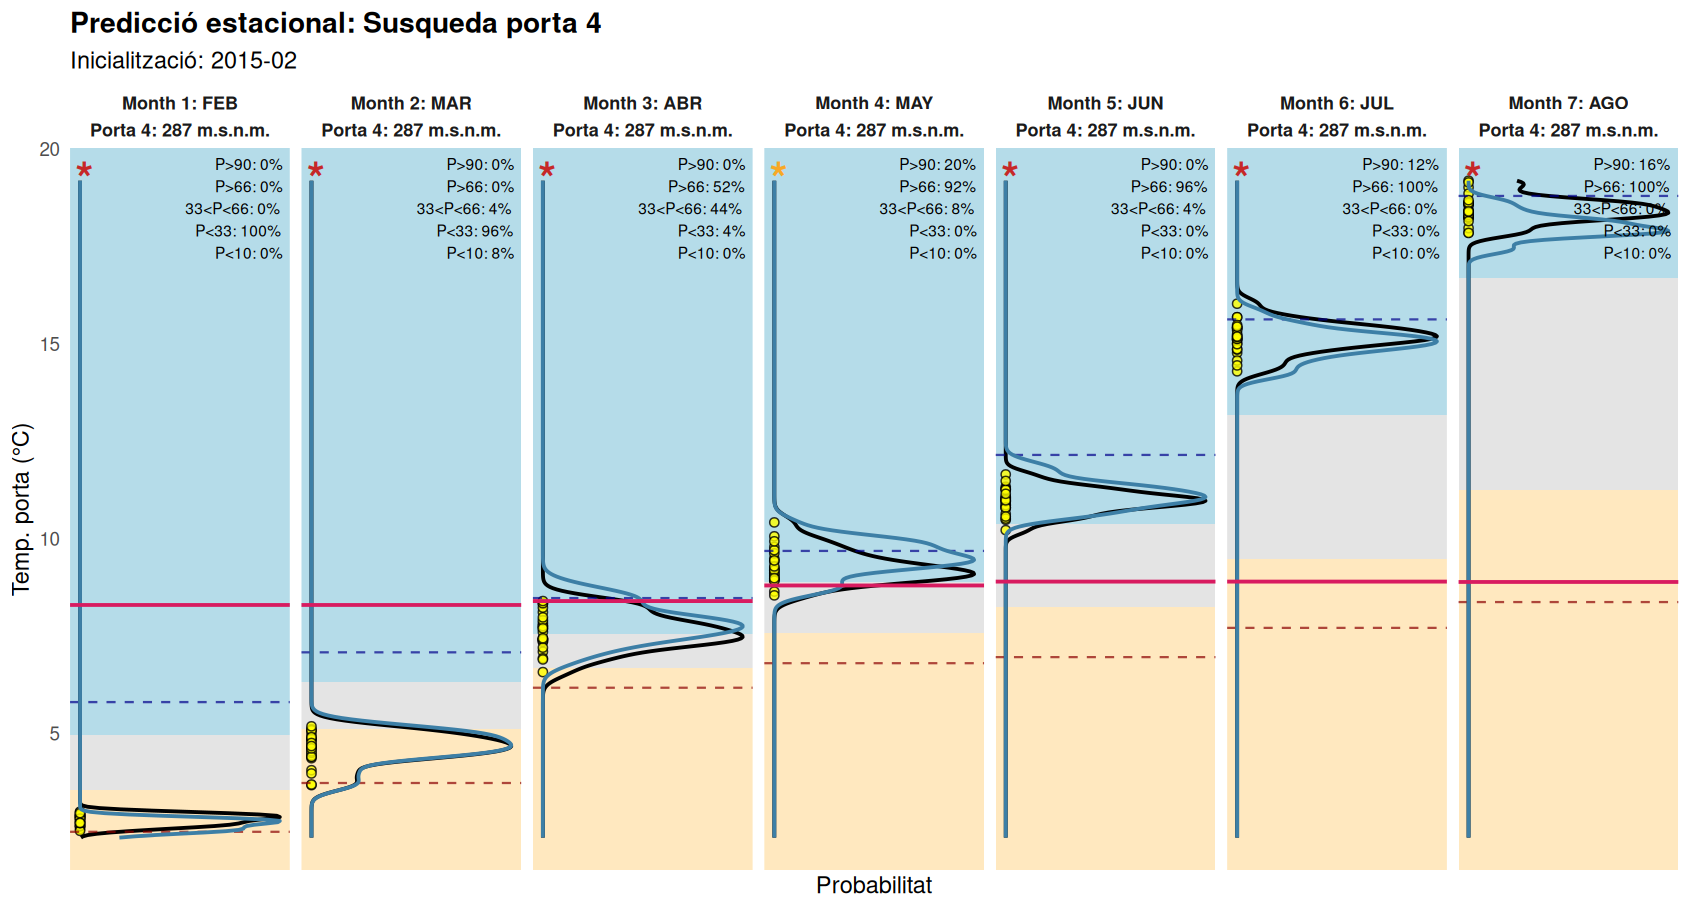 Predicció estacional: Susqueda porta 4
Inicialització: 2015-02
Month 1: FEB
Porta 4: 287 m.s.n.m.
Month 2: MAR
Porta 4: 287 m.s.n.m.
Month 3: ABR
Porta 4: 287 m.s.n.m.
Month 4: MAY
Porta 4: 287 m.s.n.m.
Month 5: JUN
Porta 4: 287 m.s.n.m.
Month 6: JUL
Porta 4: 287 m.s.n.m.
Month 7: AGO
Porta 4: 287 m.s.n.m.
20
15
10
5
Temp. porta (°C)
*
P>90: 0%
P>66: 0%
33<P<66: 0%
P<33: 100%
P<10: 0%
*
P>90: 0%
P>66: 0%
33<P<66: 4%
P<33: 96%
P<10: 8%
*
P>90: 0%
P>66: 52%
33<P<66: 44%
P<33: 4%
P<10: 0%
*
P>90: 20%
P>66: 92%
33<P<66: 8%
P<33: 0%
P<10: 0%
*
P>90: 0%
P>66: 96%
33<P<66: 4%
P<33: 0%
P<10: 0%
*
P>90: 12%
P>66: 100%
33<P<66: 0%
P<33: 0%
P<10: 0%
*
P>90: 16%
P>66: 100%
33<P<66: 0%
P<33: 0%
P<10: 0%
Probabilitat